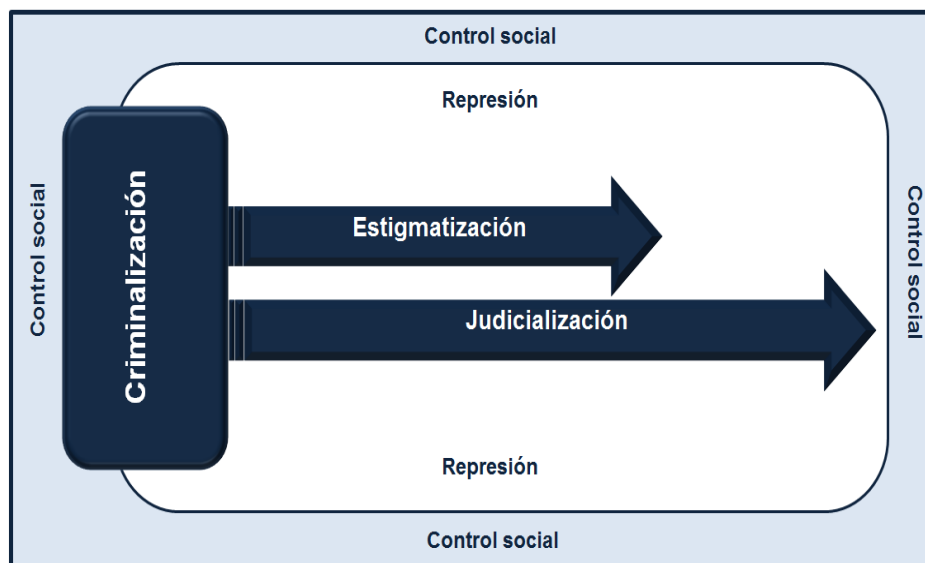 Control social
Represión
Control social
Criminalización
Estigmatización
Judicialización
Control social
Represión
Control social